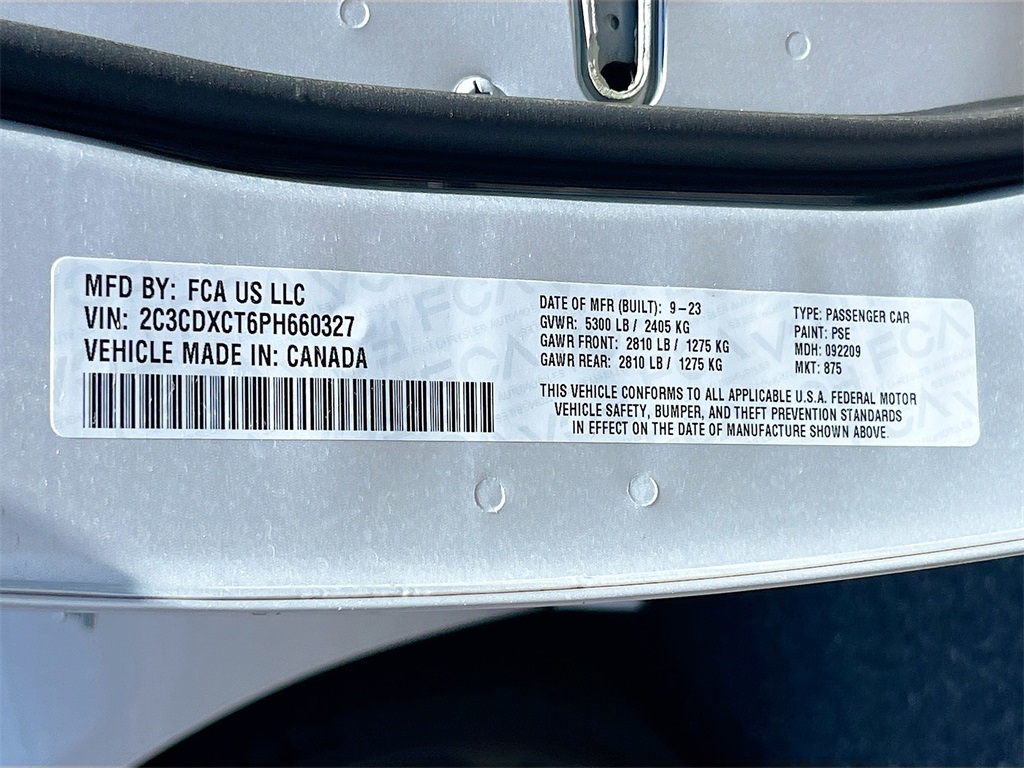 MFD BY: FCA US LLC
VIN: 2C3CDXCT6PH660327
VEHICLE MADE IN: CANADA
DATE OF MFR (BUILT): 9-23
GVWR: 5300 LB / 2405 KG
GAWR FRONT: 2810 LB / 1275 KG
GAWR REAR: 2810 LB / 1275 KG
TYPE: PASSENGER CAR
PAINT: PSE
MDH: 092209
MKT: 875
THIS VEHICLE CONFORMS TO ALL APPLICABLE U.S.A. FEDERAL MOTOR
VEHICLE SAFETY, BUMPER, AND THEFT PREVENTION STANDARDS
IN EFFECT ON THE DATE OF MANUFACTURE SHOWN ABOVE.